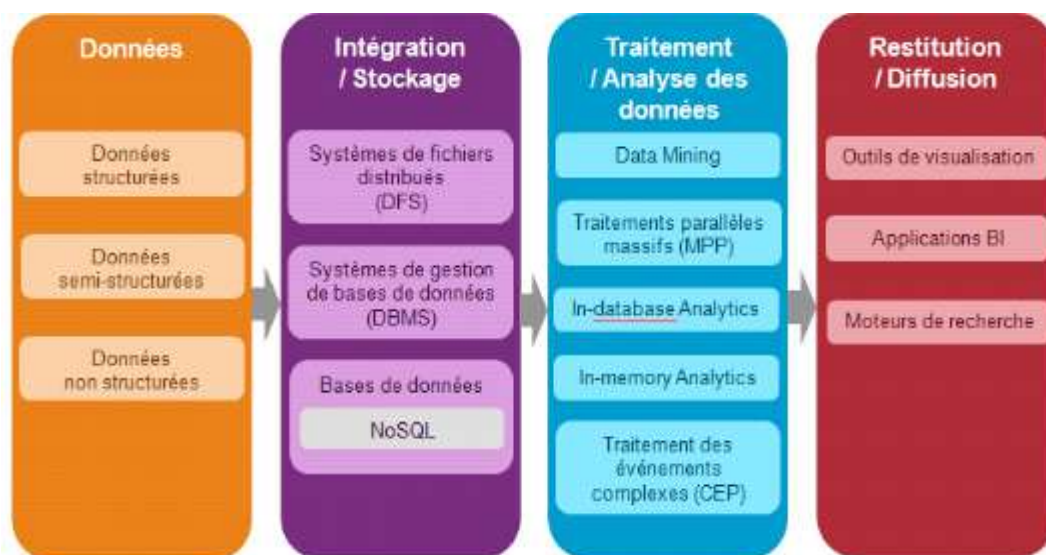 Données
Données
structurées
Données
semi-structurées
Données
non structurées
Intégration
/ Stockage
Systèmes de fichiers
distribués
(DFS)
Systèmes de gestion
de bases de données
(DBMS)
Bases de données
NoSQL
Traitement
/ Analyse des
données
Data Mining
Traitements parallèles
massifs (MPP)
In-database Analytics
In-memory Analytics
Traitement des
événements
complexes (CEP)
Restitution
/ Diffusion
Outils de visualisation
Applications BI
Moteurs de recherche